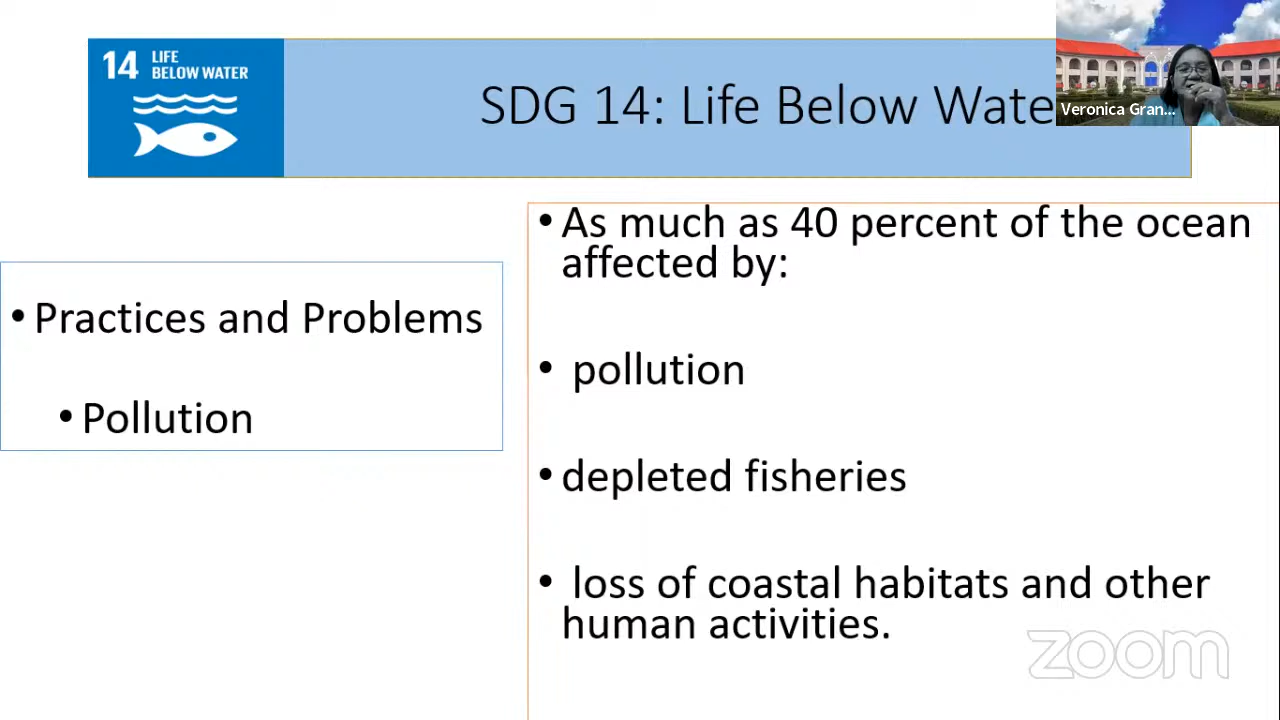 14 LIFE
BELOW WATER
SDG 14: Life Below Wate
Veronica Gran...
• Practices and Problems
• Pollution
• As much as 40 percent of the ocean
affected by:
• pollution
• depleted fisheries
• loss of coastal habitats and other
human activities.
zoom